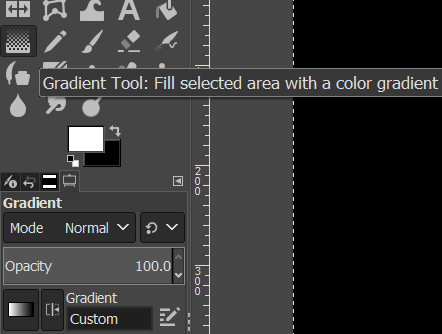 A
Gradient Tool: Fill selected area with a color gradient
Gradient
Mode Normal
Opacity 100.0
Gradient
Custom
200
300